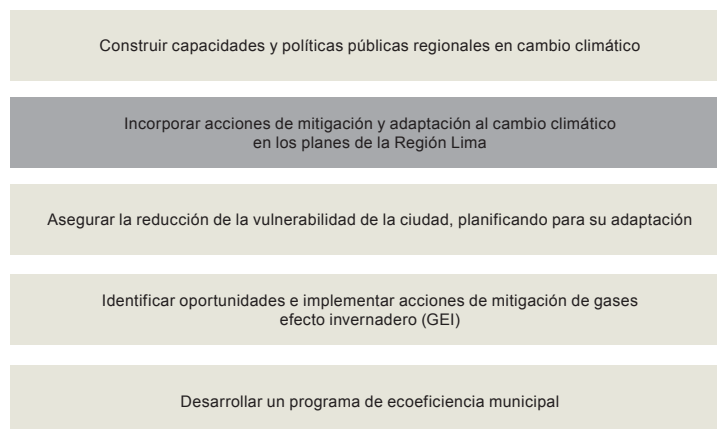 Construir capacidades y políticas públicas regionales en cambio climático
Incorporar acciones de mitigación y adaptación al cambio climático
en los planes de la Región Lima
Asegurar la reducción de la vulnerabilidad de la ciudad, planificando para su adaptación
Identificar oportunidades e implementar acciones de mitigación de gases
efecto invernadero (GEI)
Desarrollar un programa de ecoeficiencia municipal